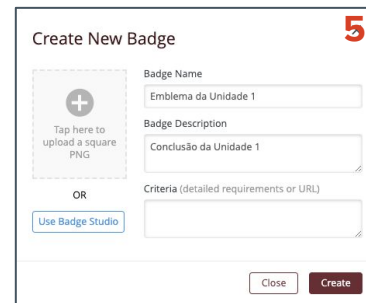 5
Create New Badge
Tap here to
upload a square
PNG
OR
Use Badge Studio
Badge Name
Emblema da Unidade 1
Badge Description
Conclusão da Unidade 1
Criteria (detailed requirements or URL)
Close
Create